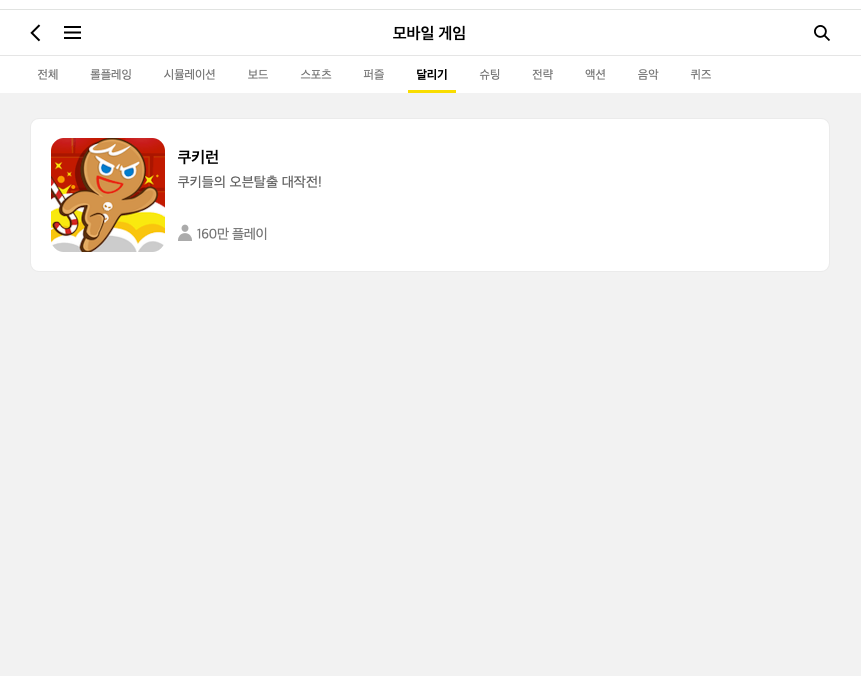 모바일 게임
전체 롤플레잉 시뮬레이션 보드 스포츠 퍼즐 달리기 슈팅 전략 액션 음악 퀴즈
쿠키런
쿠키들의 오븐탈출 대작전!
160만 플레이